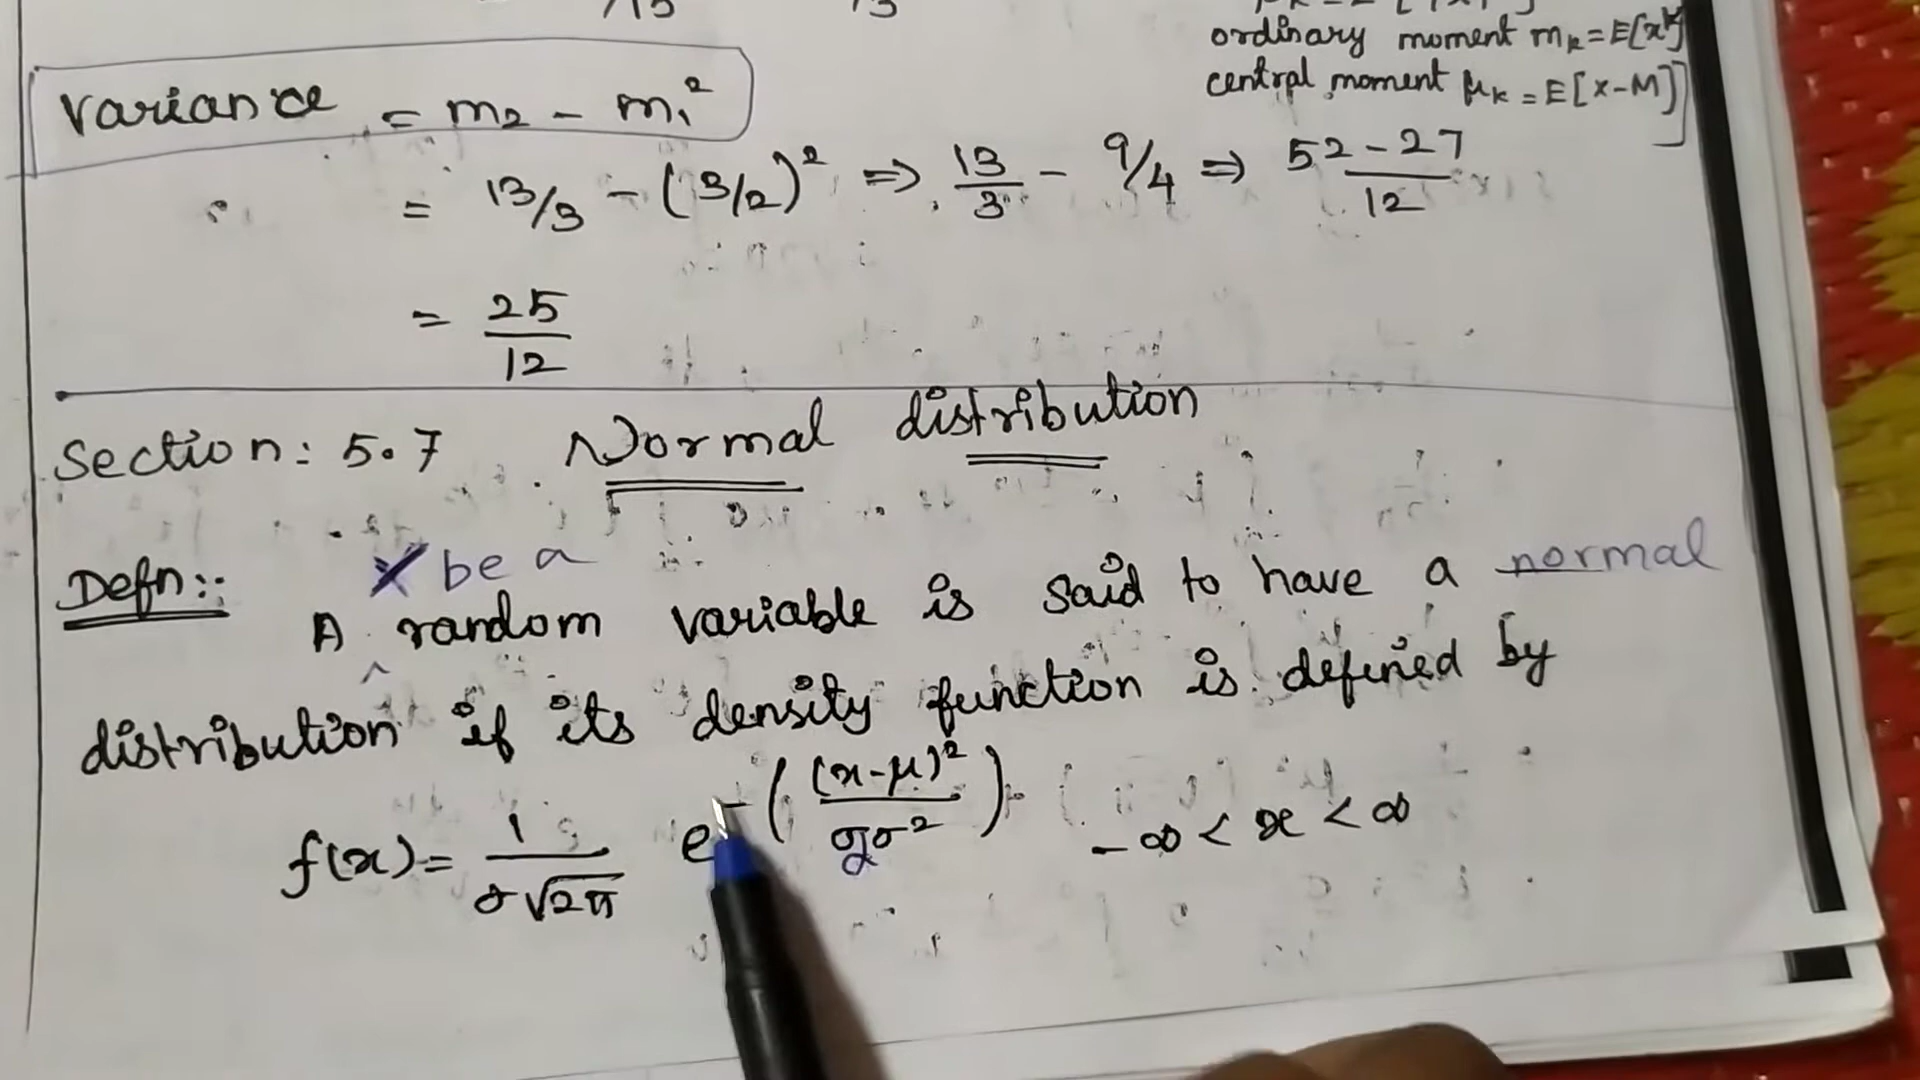 ordinary moment mₖ = E[xᵏ]
central moment μₖ = E[x-M]]
Variance = m₂ - m₁²
= 13/3 - (3/2)² ⇒ 13/3 - 9/4 ⇒ 52-27/12
= 25/12
Section: 5.7 Normal distribution
Defn:- X be a
A random variable is said to have a normal
distribution if its density function is defined by
f(x) = 1/σ√2π e^-((x-μ)²/2σ²) -∞ < x < ∞